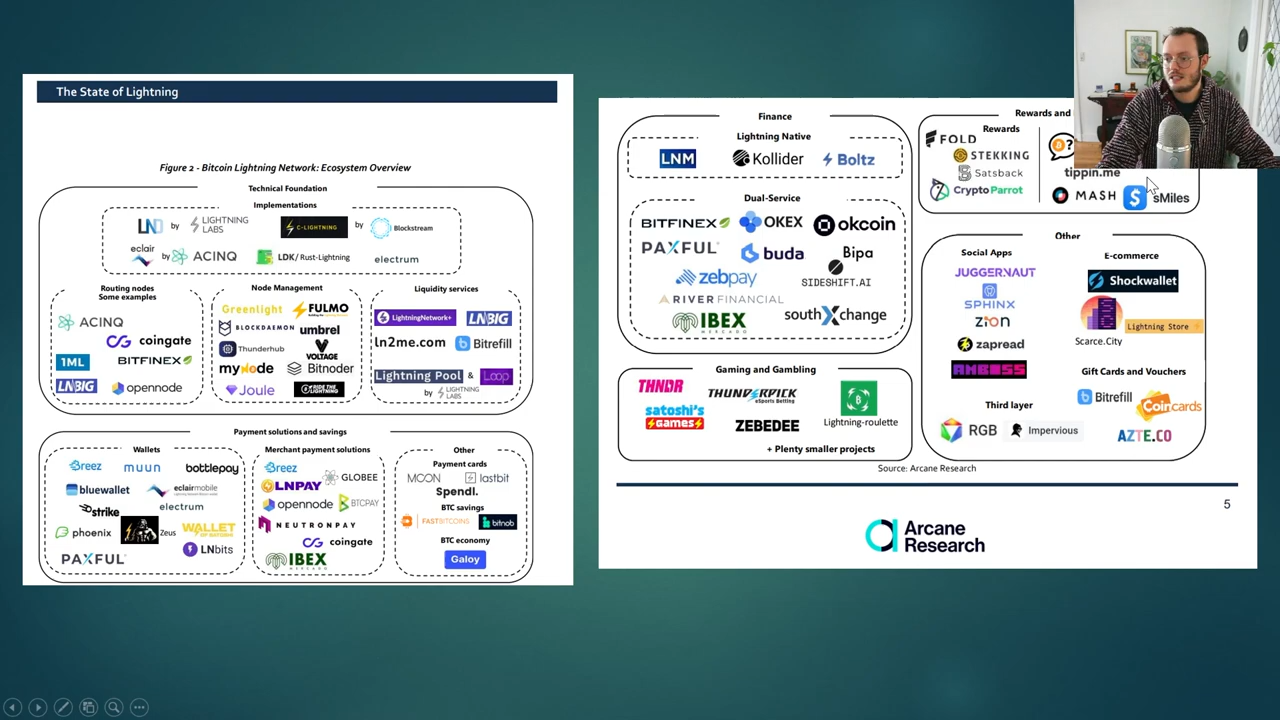 The State of Lightning
Figure 2 - Bitcoin Lightning Network: Ecosystem Overview
Technical Foundation
Implementations
LND by LIGHTNING LABS
C-LIGHTNING by Blockstream
eclair by ACINQ
LDK / Rust-Lightning
electrum
Routing nodes
Some examples
ACINQ
coingate
1ML
BITFINEX
LNBIG
opennode
Node Management
Greenlight
FULMO
BLOCKDAEMON
umbrel
Thunderhub
VOLTAGE
myNode
Bitnoder
Joule
RIDE THE LIGHTNING
Liquidity services
LightningNetwork+
LNBIG
ln2me.com
Bitrefill
Lightning Pool & Loop
by LIGHTNING LABS
Payment solutions and savings
Wallets
Breez
muun
bottlepay
bluewallet
eclair mobile
strike
electrum
phoenix
Zeus
WALLET OF SATOSHI
LNbits
PAXFUL
Merchant payment solutions
Breez
GLOBEE
LNPAY
opennode
BTCPAY
NEUTRONPAY
coingate
IBEX
MERCADO
Other
Payment cards
MOON
lastbit
Spendl.
BTC savings
FASTBITCOINS
bitnob
BTC economy
Galoy
Finance
Lightning Native
LNM
Kollider
Boltz
Dual-Service
BITFINEX
OKEX
okcoin
PAXFUL
buda
Bipa
zebpay
SIDESHIFT.AI
RIVER FINANCIAL
IBEX
MERCADO
southXchange
Gaming and Gambling
THNDR
THUNDERPICK
eSports Betting
satoshi's games
ZEBEDEE
Lightning-roulette
+ Plenty smaller projects
Rewards and
Rewards
FOLD
STEKKING
Satsback
CryptoParrot
tippin.me
MASH
sMiles
Other
Social Apps
JUGGERNAUT
SPHINX
zion
zapread
AMBOSS
Third layer
RGB
Impervious
E-commerce
Shockwallet
Lightning Store
Scarce.City
Gift Cards and Vouchers
Bitrefill
Coincards
AZTE.CO
Source: Arcane Research
5
Arcane
Research